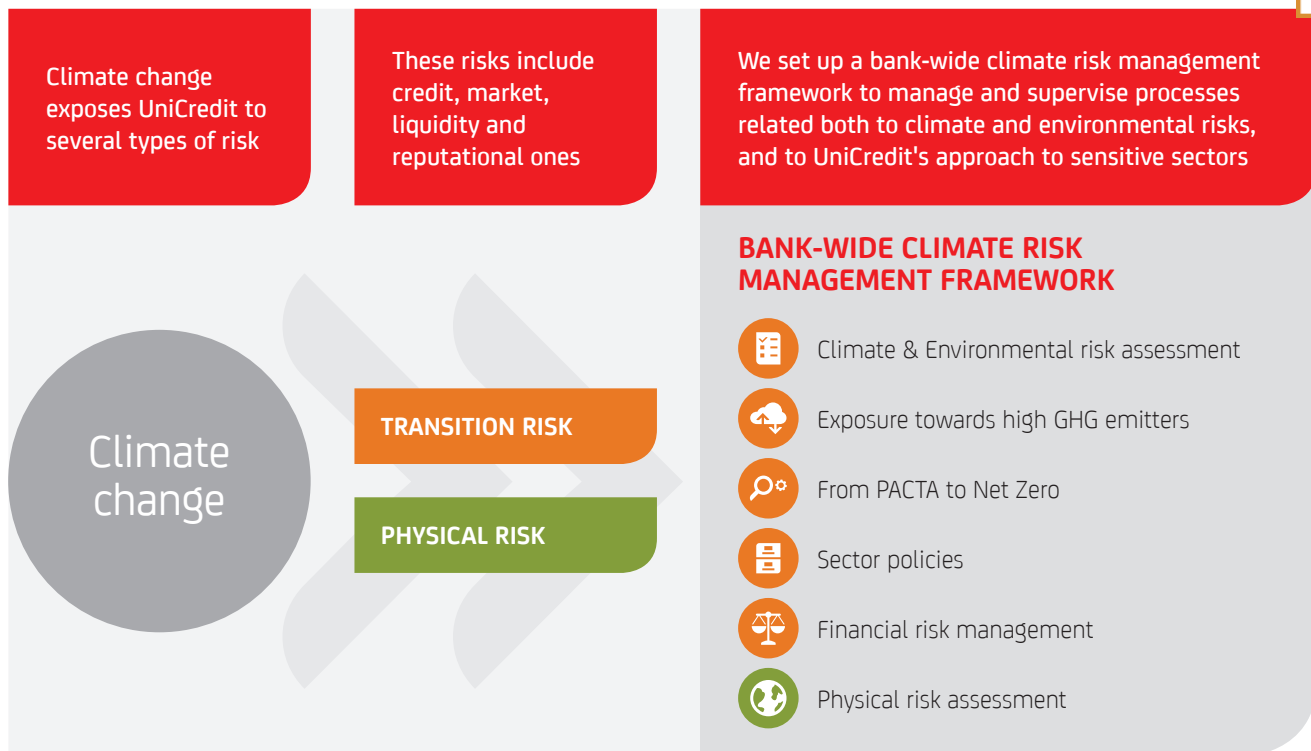 Climate change
exposes UniCredit to
several types of risk
These risks include
credit, market,
liquidity and
reputational ones
We set up a bank-wide climate risk management
framework to manage and supervise processes
related both to climate and environmental risks,
and to UniCredit's approach to sensitive sectors
Climate
change
TRANSITION RISK
PHYSICAL RISK
BANK-WIDE CLIMATE RISK
MANAGEMENT FRAMEWORK
Climate & Environmental risk assessment
Exposure towards high GHG emitters
From PACTA to Net Zero
Sector policies
Financial risk management
Physical risk assessment